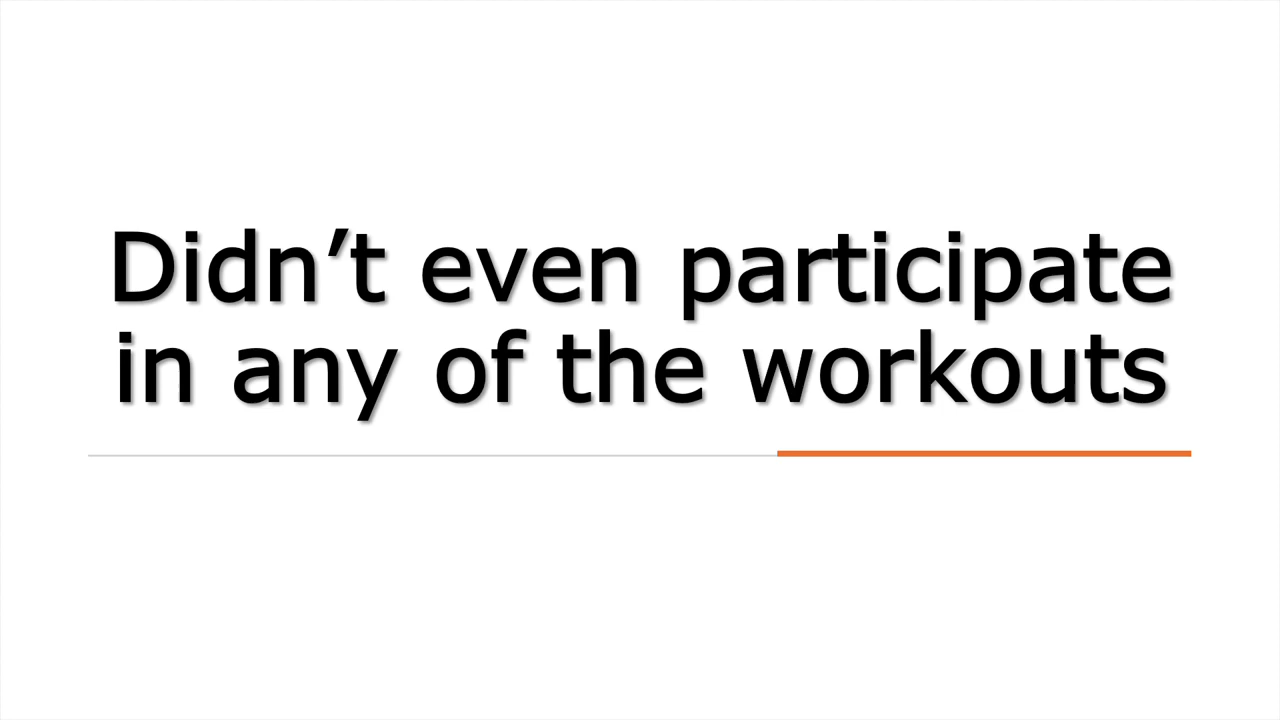 Didn’t even participate
in any of the workouts